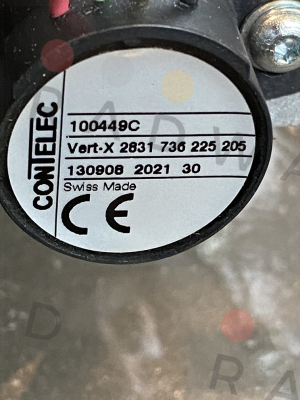 CONTELEC
100449C
Vert-X 2831 736 225 205
130908 2021 30
Swiss Made
CE